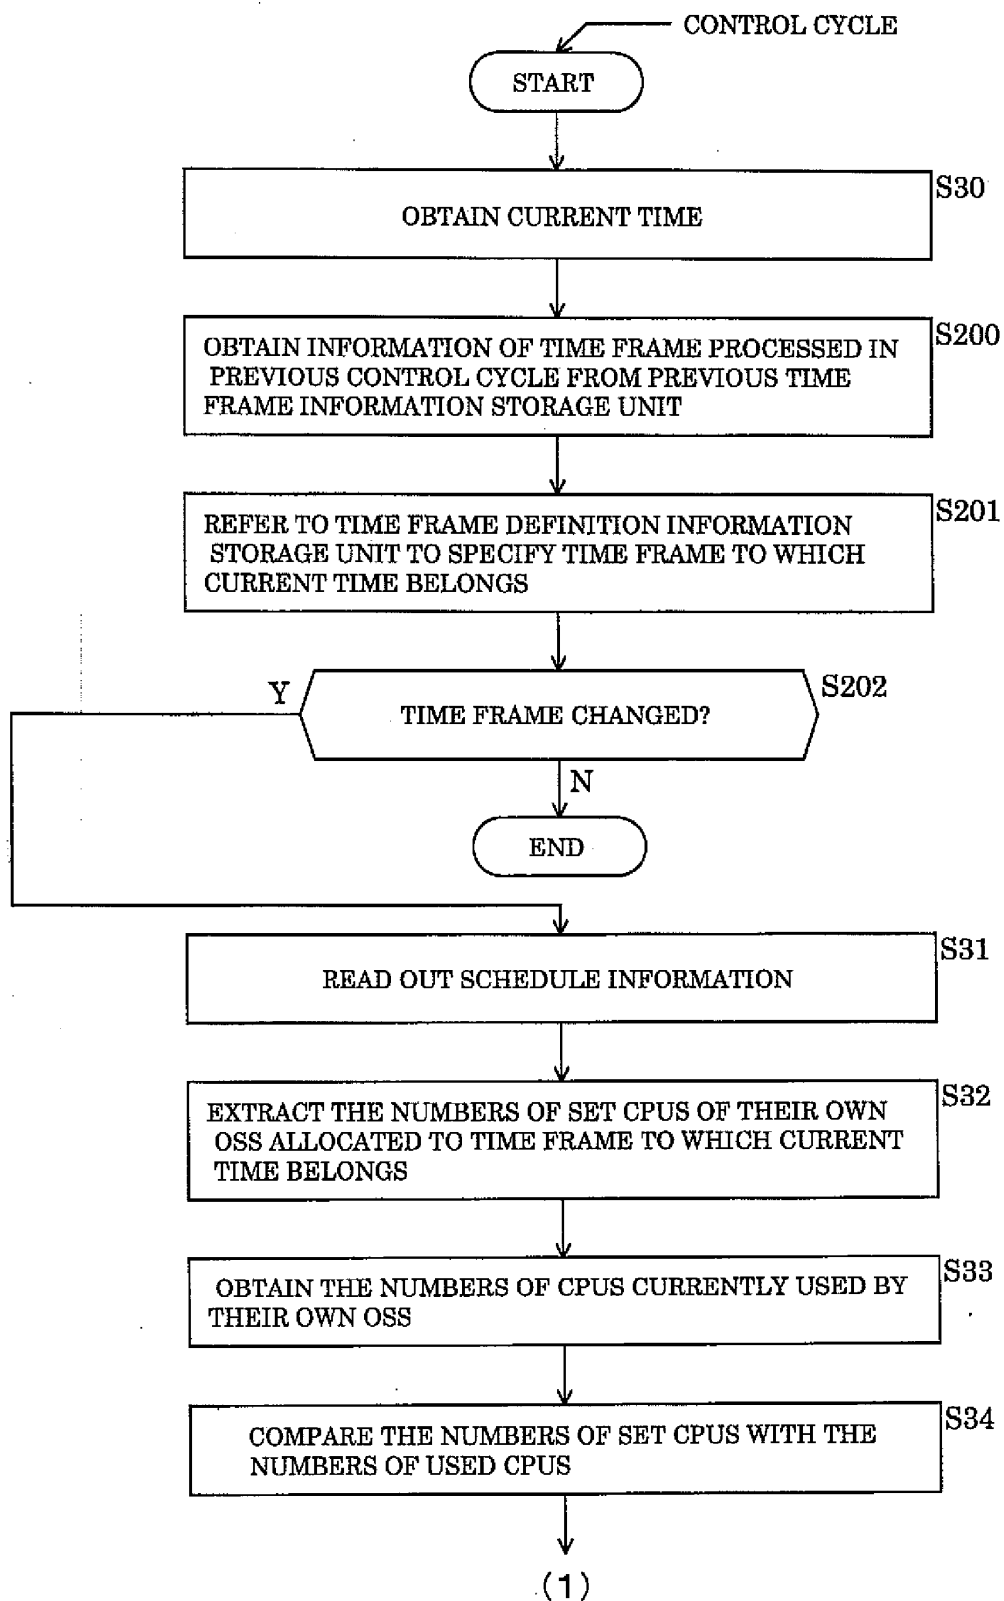 CONTROL CYCLE
START
S30
OBTAIN CURRENT TIME
S200
OBTAIN INFORMATION OF TIME FRAME PROCESSED IN
PREVIOUS CONTROL CYCLE FROM PREVIOUS TIME
FRAME INFORMATION STORAGE UNIT
S201
REFER TO TIME FRAME DEFINITION INFORMATION
STORAGE UNIT TO SPECIFY TIME FRAME TO WHICH
CURRENT TIME BELONGS
S202
Y
TIME FRAME CHANGED?
N
END
S31
READ OUT SCHEDULE INFORMATION
S32
EXTRACT THE NUMBERS OF SET CPUS OF THEIR OWN
OSS ALLOCATED TO TIME FRAME TO WHICH CURRENT
TIME BELONGS
S33
OBTAIN THE NUMBERS OF CPUS CURRENTLY USED BY
THEIR OWN OSS
S34
COMPARE THE NUMBERS OF SET CPUS WITH THE
NUMBERS OF USED CPUS
(1)